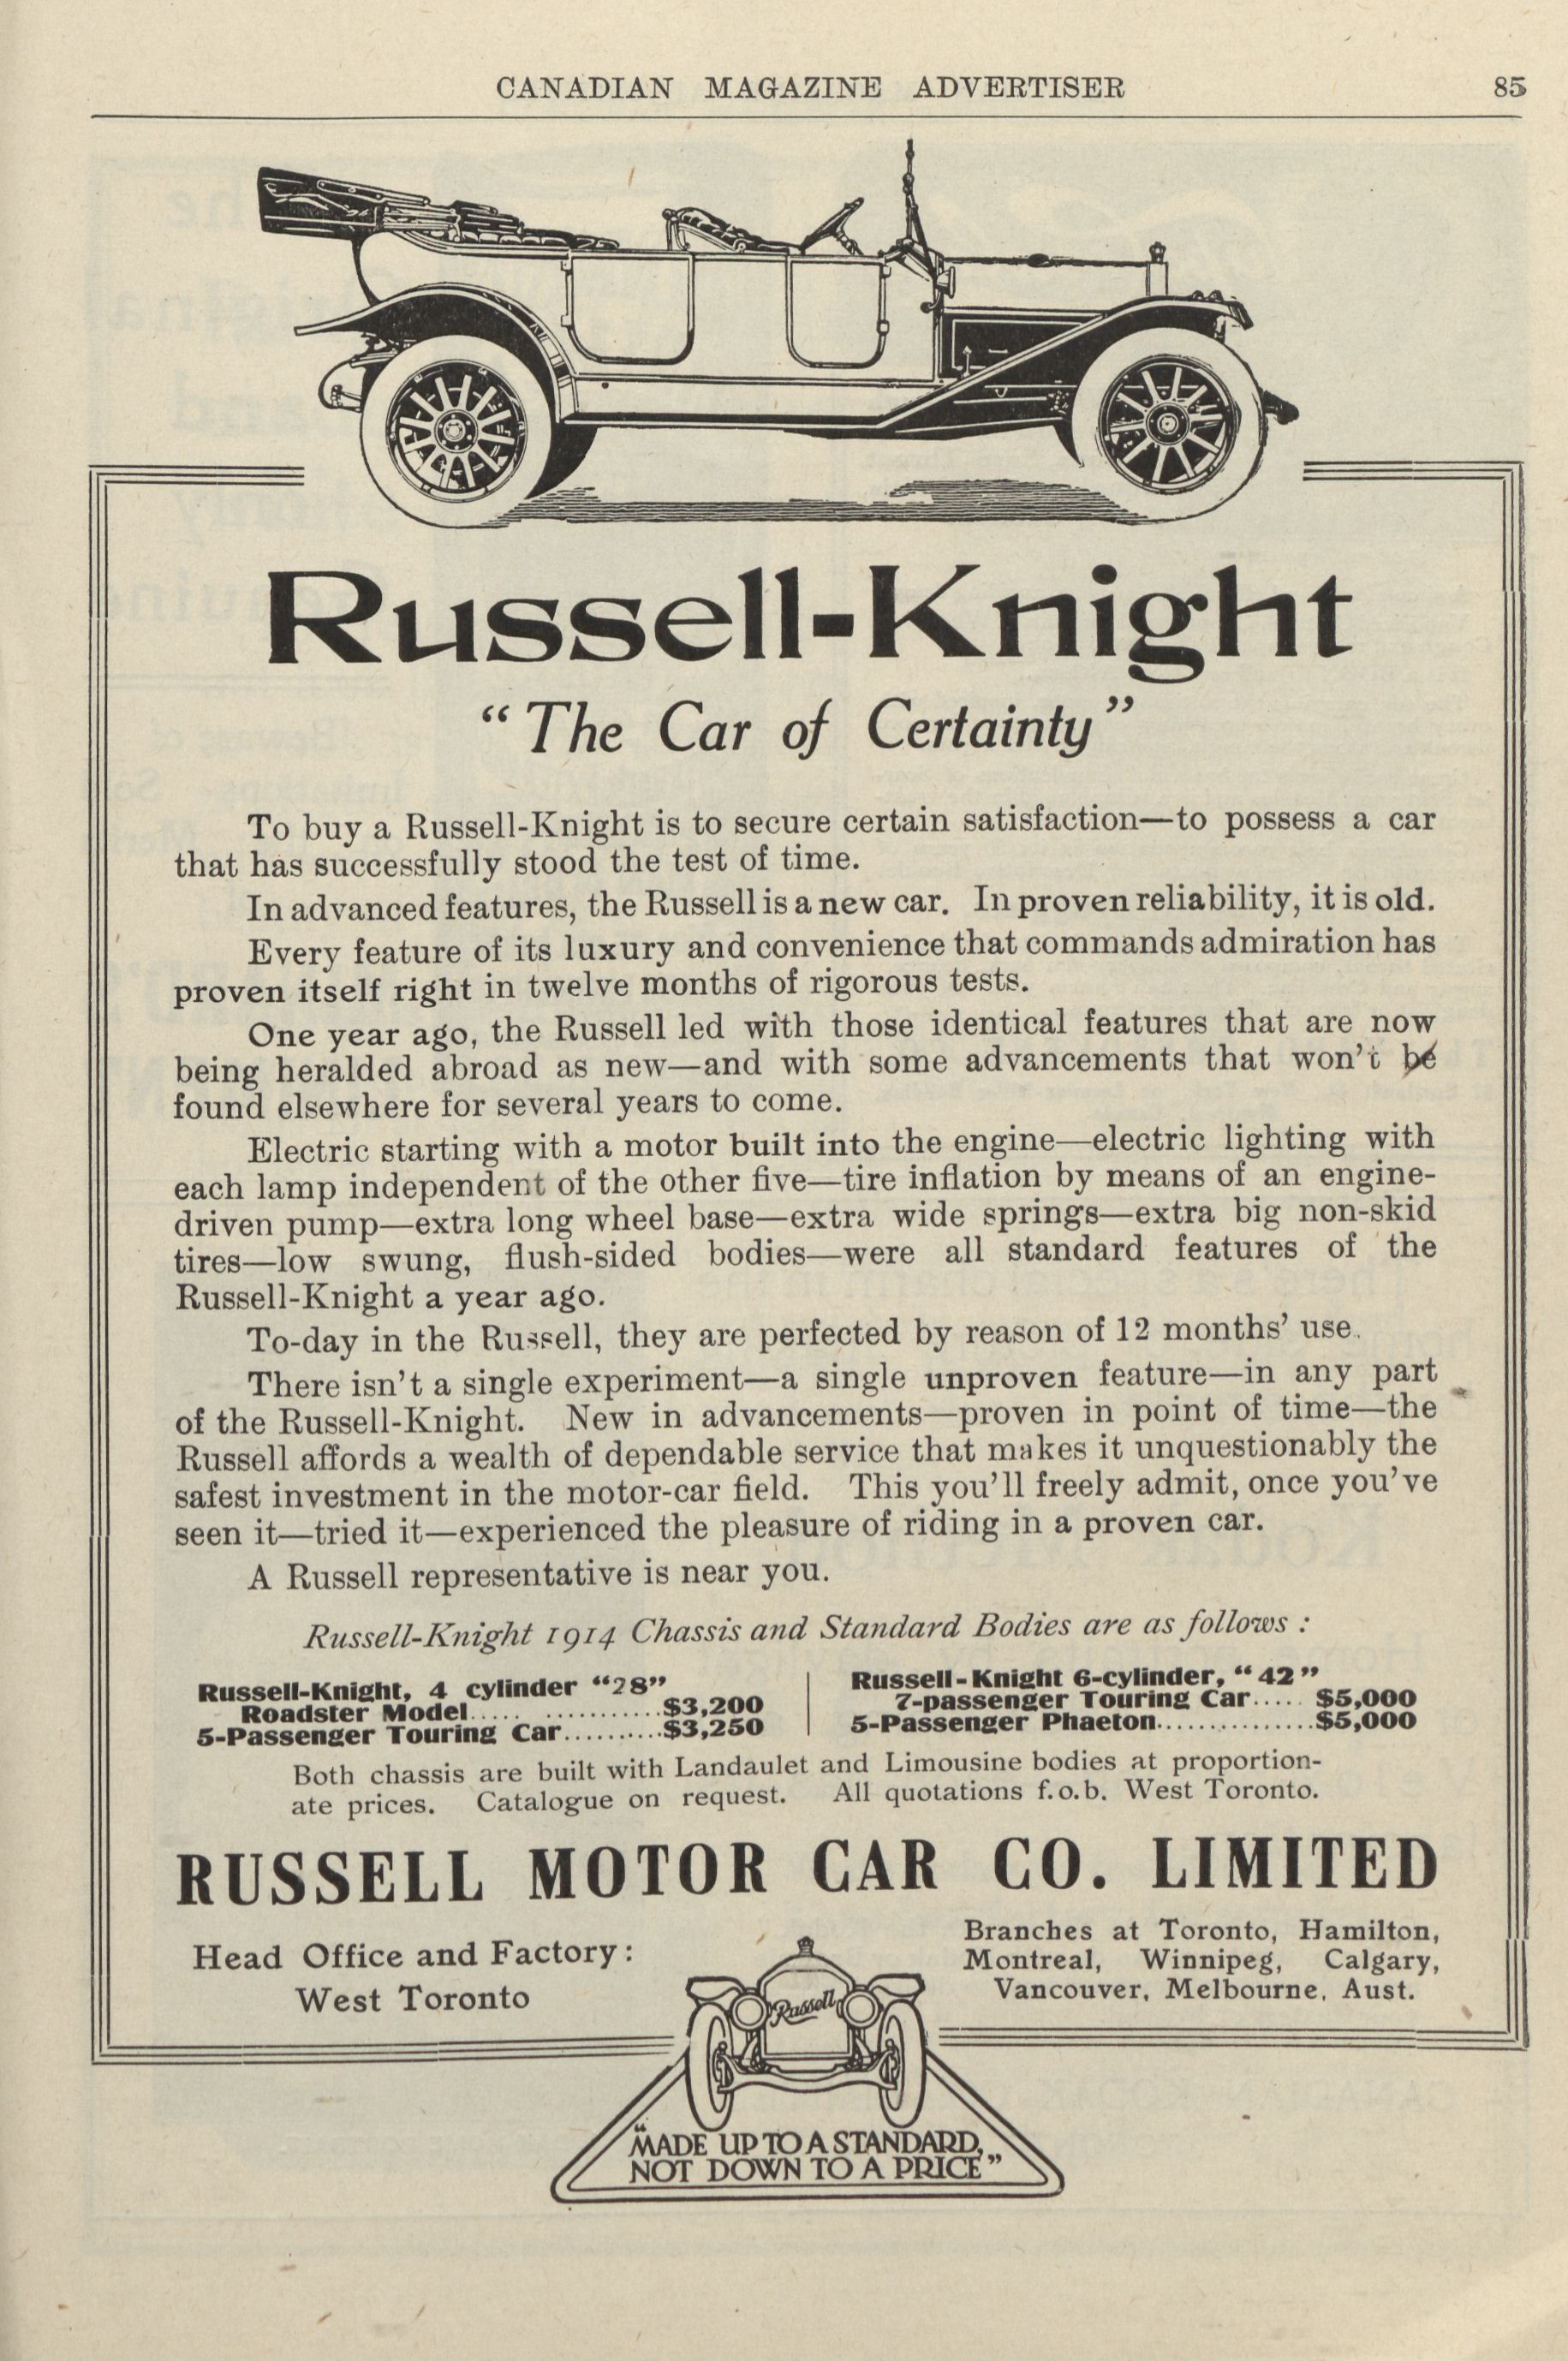 CANADIAN MAGAZINE ADVERTISER 85
Russell-Knight
“The Car of Certainty”
To buy a Russell-Knight is to secure certain satisfaction—to possess a car
that has successfully stood the test of time.
In advanced features, the Russell is a new car. In proven reliability, it is old.
Every feature of its luxury and convenience that commands admiration has
proven itself right in twelve months of rigorous tests.
One year ago, the Russell led with those identical features that are now
being heralded abroad as new—and with some advancements that won't be
found elsewhere for several years to come.
Electric starting with a motor built into the engine—electric lighting with
each lamp independent of the other five—tire inflation by means of an engine-
driven pump—extra long wheel base—extra wide springs—extra big non-skid
tires—low swung, flush-sided bodies—were all standard features of the
Russell-Knight a year ago.
To-day in the Russell, they are perfected by reason of 12 months' use.
There isn't a single experiment—a single unproven feature—in any part
of the Russell-Knight. New in advancements—proven in point of time—the
Russell affords a wealth of dependable service that makes it unquestionably the
safest investment in the motor-car field. This you'll freely admit, once you've
seen it—tried it—experienced the pleasure of riding in a proven car.
A Russell representative is near you.
Russell-Knight 1914 Chassis and Standard Bodies are as follows :
Russell-Knight, 4 cylinder “28”
Roadster Model..... ............$3,200
5-Passenger Touring Car..........$3,250
Russell-Knight 6-cylinder, “42”
7-passenger Touring Car..... $5,000
5-Passenger Phaeton................$5,000
Both chassis are built with Landaulet and Limousine bodies at proportion-
ate prices. Catalogue on request. All quotations f.o.b. West Toronto.
RUSSELL MOTOR CAR CO. LIMITED
Head Office and Factory:
West Toronto
Branches at Toronto, Hamilton,
Montreal, Winnipeg, Calgary,
Vancouver, Melbourne, Aust.
Russell
“MADE UP TO A STANDARD,
NOT DOWN TO A PRICE”